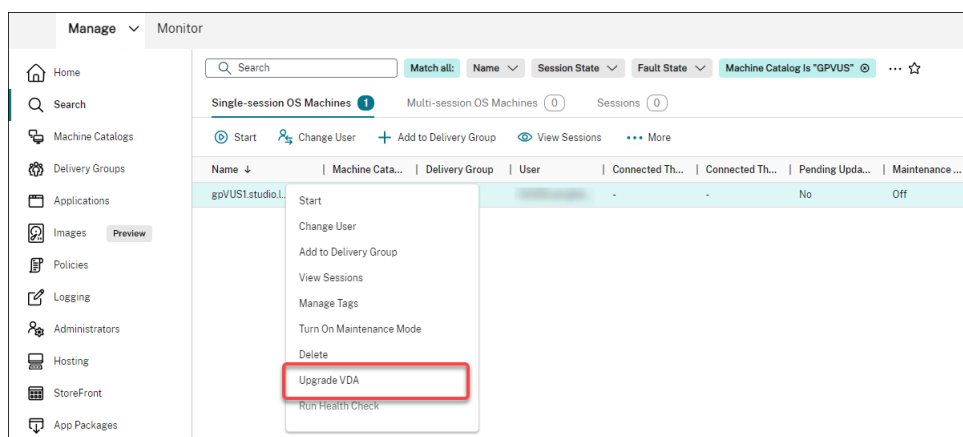 Manage Monitor
Home
Search
Machine Catalogs
Delivery Groups
Applications
Images Preview
Policies
Logging
Administrators
Hosting
StoreFront
App Packages
Search Match all: Name Session State Fault State Machine Catalog Is "GPVUS" ...
Single-session OS Machines 1 Multi-session OS Machines 0 Sessions 0
Start Change User Add to Delivery Group View Sessions ... More
Name ↓ Machine Cata... Delivery Group User Connected Th... Connected Th... Pending Upda... Maintenance ...
gpVUS1.studio.l... - - No Off
Start
Change User
Add to Delivery Group
View Sessions
Manage Tags
Turn On Maintenance Mode
Delete
Upgrade VDA
Run Health Check